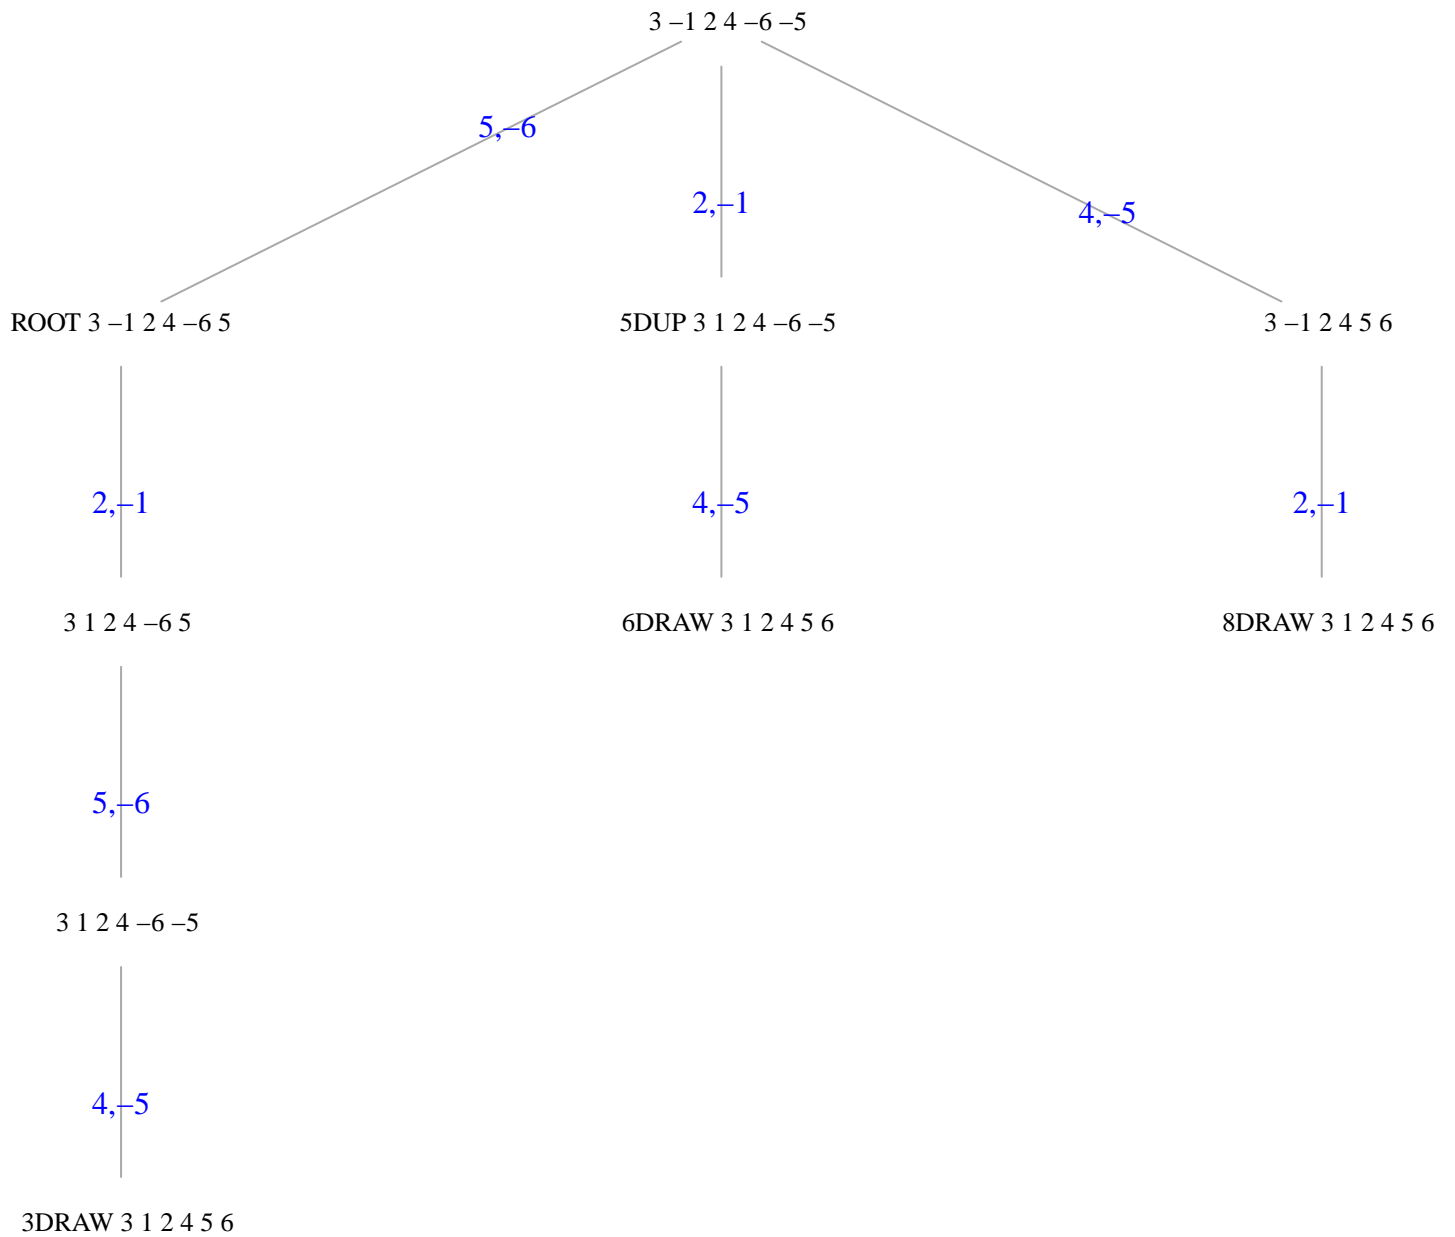 3 –1 2 4 –6 –5
5,–6
2,–1
4,–5
ROOT 3 –1 2 4 –6 5
5DUP 3 1 2 4 –6 –5
3 –1 2 4 5 6
2,–1
4,–5
2,–1
3 1 2 4 –6 5
6DRAW 3 1 2 4 5 6
8DRAW 3 1 2 4 5 6
5,–6
3 1 2 4 –6 –5
4,–5
3DRAW 3 1 2 4 5 6